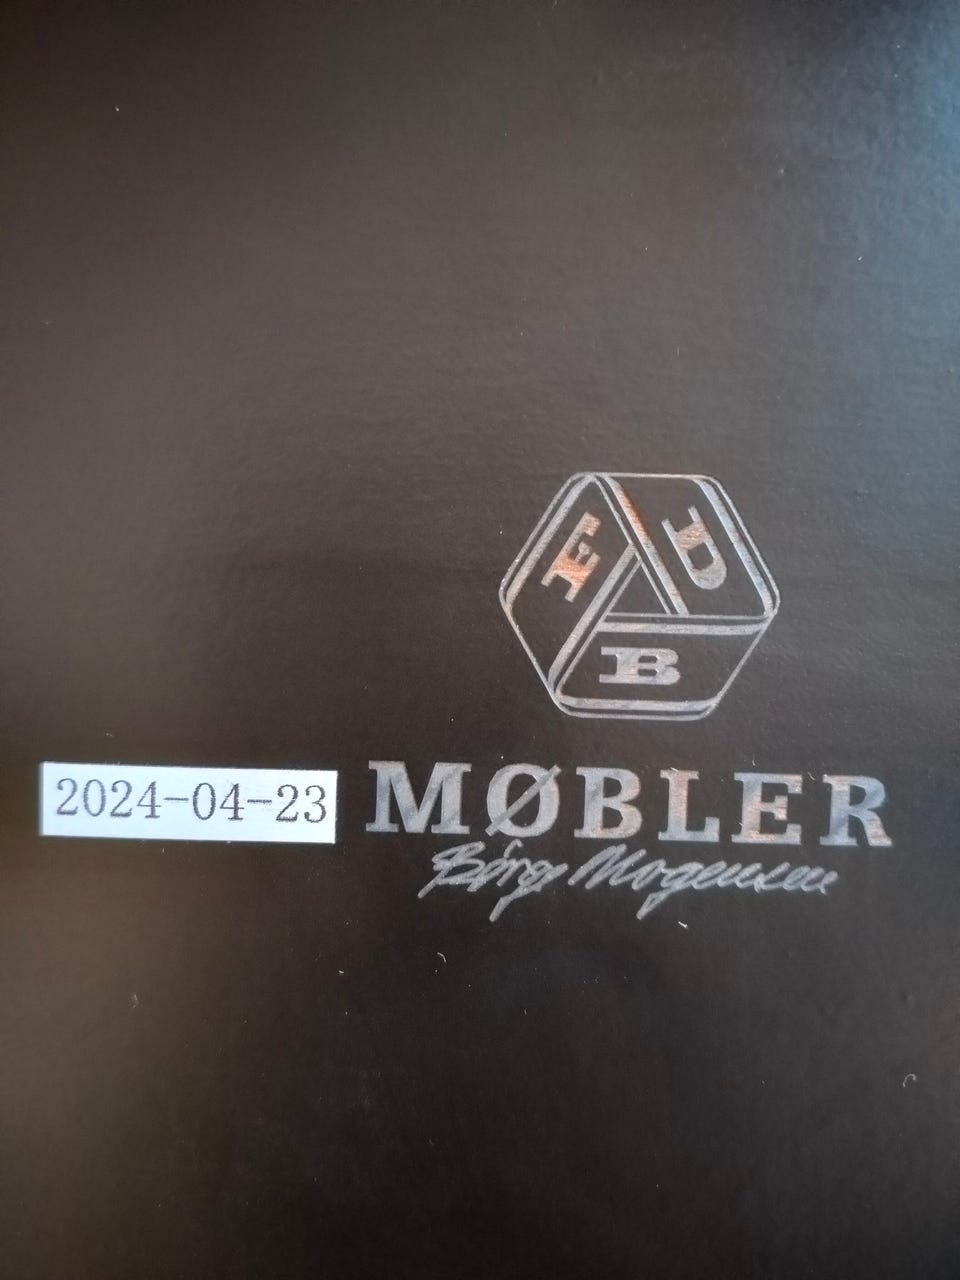 F D B
2024-04-23 MØBLER
Børge Mogensen